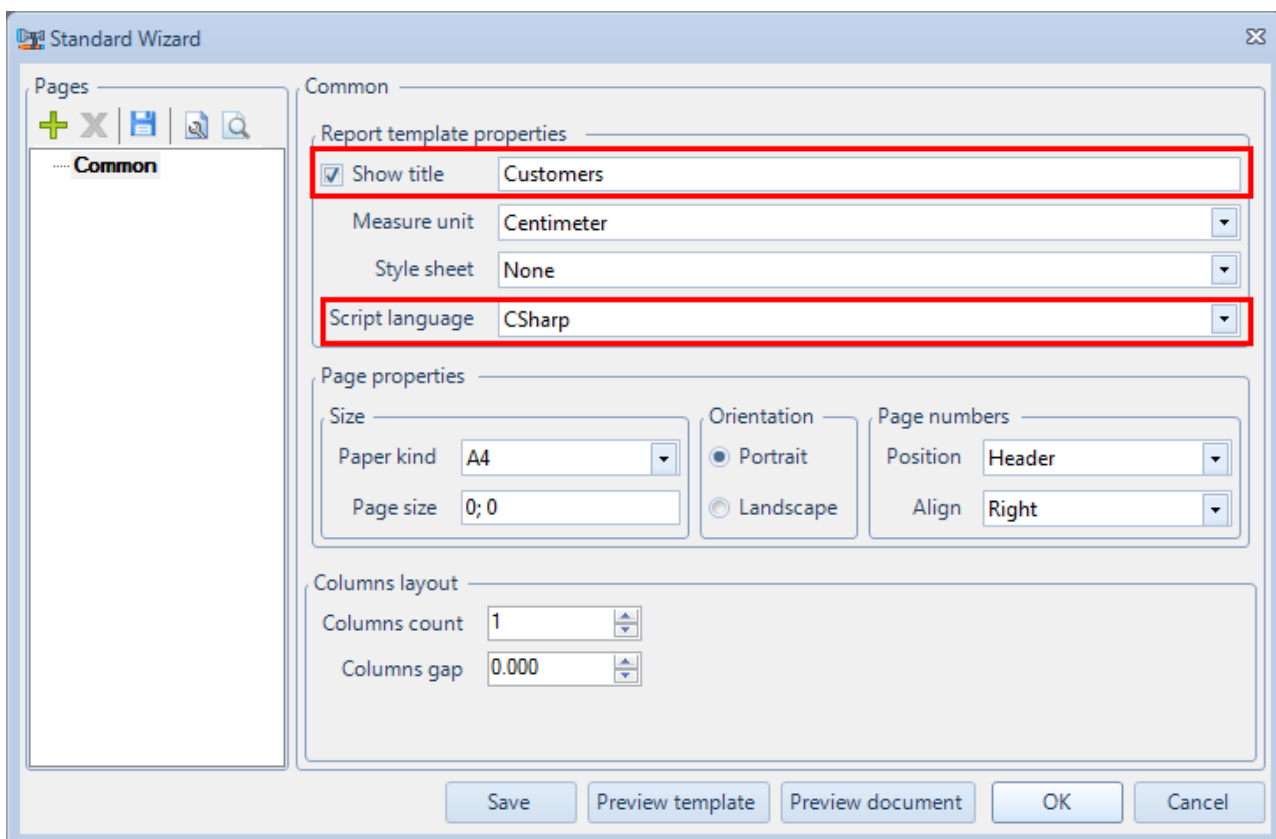 Standard Wizard
Pages
Common
Common
Report template properties
Show title Customers
Measure unit Centimeter
Style sheet None
Script language CSharp
Page properties
Size
Paper kind A4
Page size 0; 0
Orientation
Portrait
Landscape
Page numbers
Position Header
Align Right
Columns layout
Columns count 1
Columns gap 0.000
Save Preview template Preview document OK Cancel